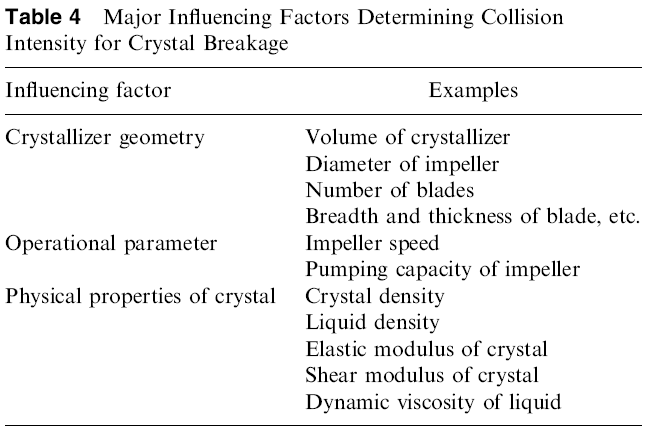 Table 4 Major Influencing Factors Determining Collision
Intensity for Crystal Breakage
Influencing factor Examples
Crystallizer geometry Volume of crystallizer
Diameter of impeller
Number of blades
Breadth and thickness of blade, etc.
Operational parameter Impeller speed
Pumping capacity of impeller
Physical properties of crystal Crystal density
Liquid density
Elastic modulus of crystal
Shear modulus of crystal
Dynamic viscosity of liquid